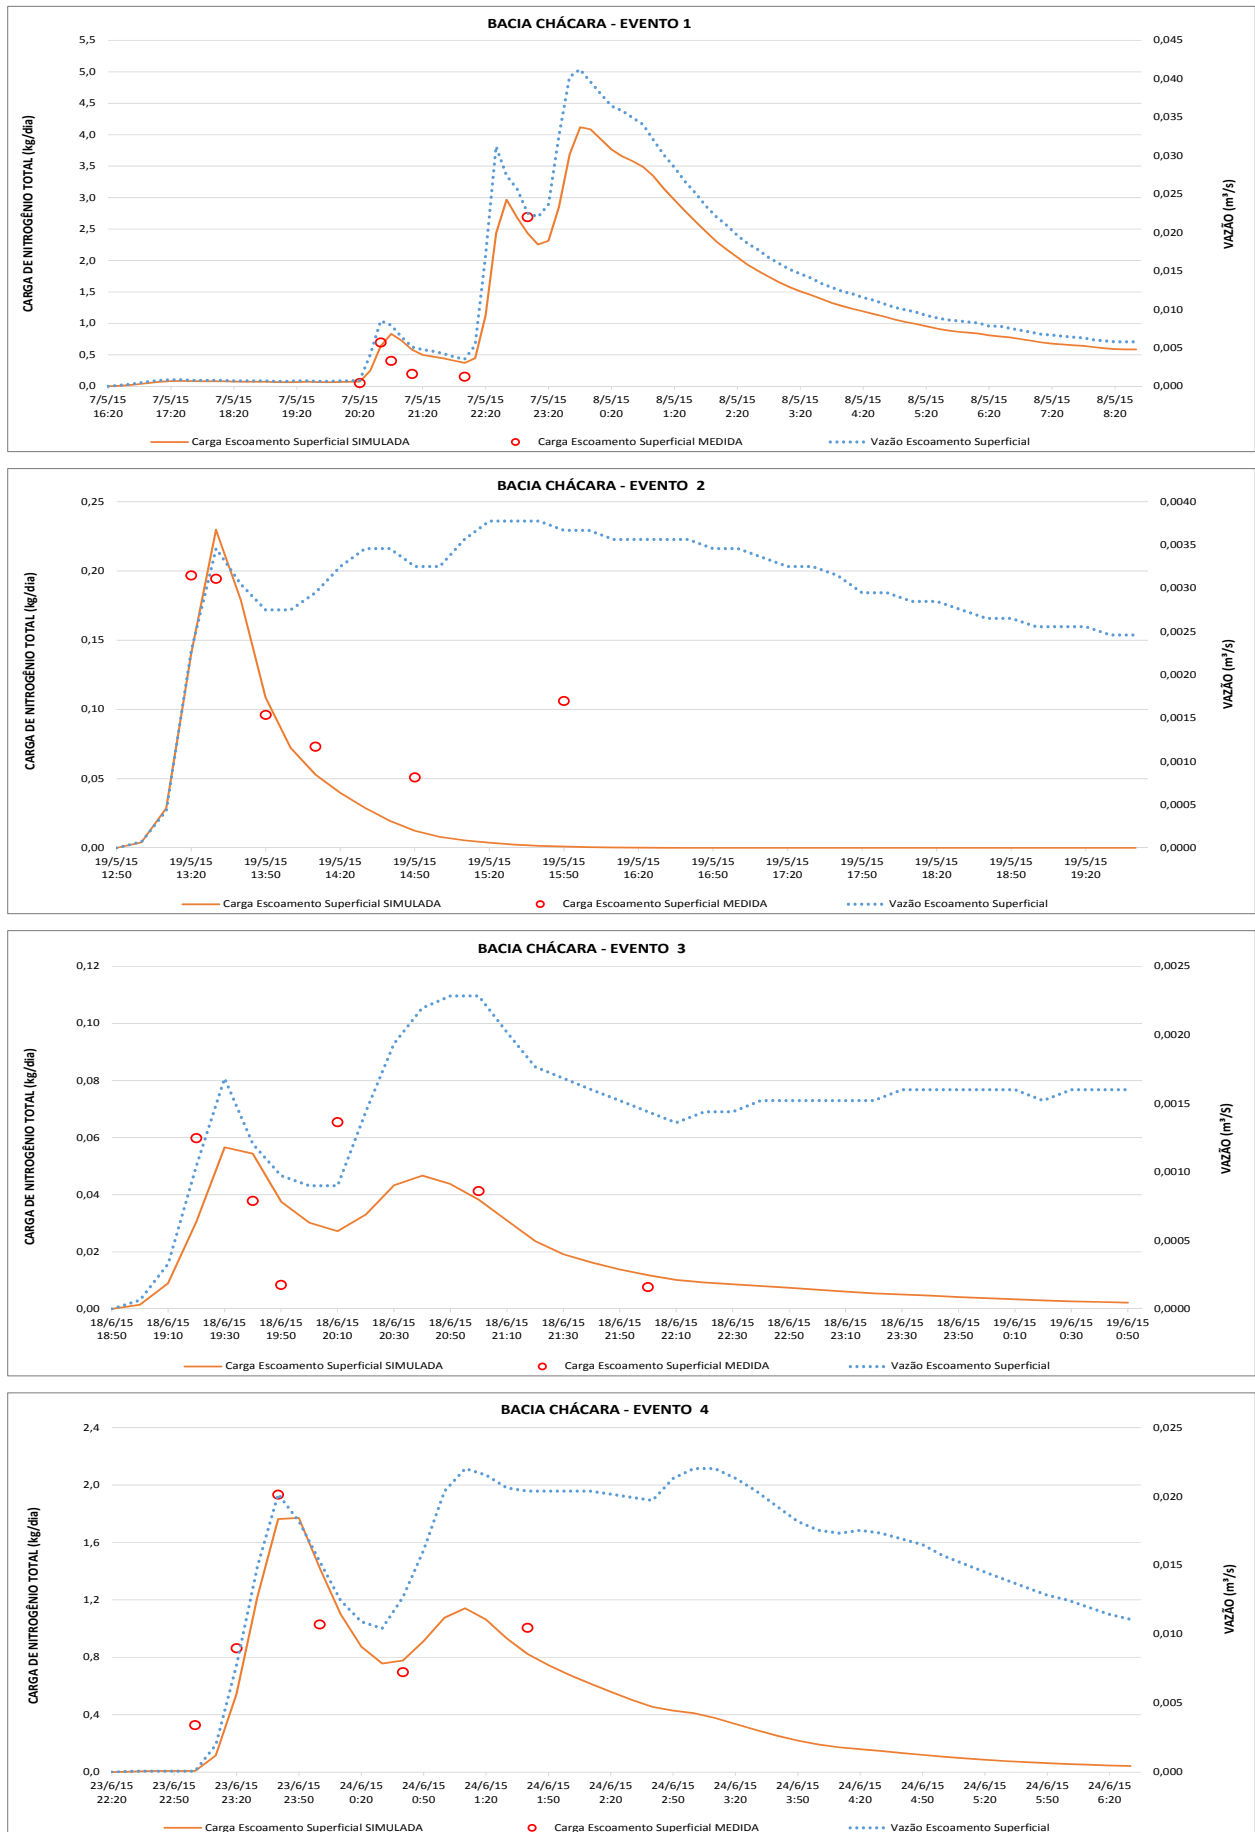 BACIA CHÁCARA - EVENTO 1
CARGA DE NITROGÊNIO TOTAL (kg/dia)
5,5
5,0
4,5
4,0
3,5
3,0
2,5
2,0
1,5
1,0
0,5
0,0
0,045
0,040
0,035
0,030
0,025
0,020
0,015
0,010
0,005
0,000
VAZÃO (m³/s)
7/5/15 7/5/15 7/5/15 7/5/15 7/5/15 7/5/15 7/5/15 7/5/15 8/5/15 8/5/15 8/5/15 8/5/15 8/5/15 8/5/15 8/5/15 8/5/15 8/5/15
16:20 17:20 18:20 19:20 20:20 21:20 22:20 23:20 0:20 1:20 2:20 3:20 4:20 5:20 6:20 7:20 8:20
Carga Escoamento Superficial SIMULADA Carga Escoamento Superficial MEDIDA Vazão Escoamento Superficial
BACIA CHÁCARA - EVENTO 2
CARGA DE NITROGÊNIO TOTAL (kg/dia)
0,25
0,20
0,15
0,10
0,05
0,00
0,0040
0,0035
0,0030
0,0025
0,0020
0,0015
0,0010
0,0005
0,0000
VAZÃO (m³/s)
19/5/15 19/5/15 19/5/15 19/5/15 19/5/15 19/5/15 19/5/15 19/5/15 19/5/15 19/5/15 19/5/15 19/5/15 19/5/15 19/5/15
12:50 13:20 13:50 14:20 14:50 15:20 15:50 16:20 16:50 17:20 17:50 18:20 18:50 19:20
Carga Escoamento Superficial SIMULADA Carga Escoamento Superficial MEDIDA Vazão Escoamento Superficial
BACIA CHÁCARA - EVENTO 3
CARGA DE NITROGÊNIO TOTAL (kg/dia)
0,12
0,10
0,08
0,06
0,04
0,02
0,00
0,0025
0,0020
0,0015
0,0010
0,0005
0,0000
VAZÃO (m³/S)
18/6/15 18/6/15 18/6/15 18/6/15 18/6/15 18/6/15 18/6/15 18/6/15 18/6/15 18/6/15 18/6/15 18/6/15 18/6/15 18/6/15 18/6/15 18/6/15 19/6/15 19/6/15 19/6/15
18:50 19:10 19:30 19:50 20:10 20:30 20:50 21:10 21:30 21:50 22:10 22:30 22:50 23:10 23:30 23:50 0:10 0:30 0:50
Carga Escoamento Superficial SIMULADA Carga Escoamento Superficial MEDIDA Vazão Escoamento Superficial
BACIA CHÁCARA - EVENTO 4
CARGA DE NITROGÊNIO TOTAL (kg/dia)
2,4
2,0
1,6
1,2
0,8
0,4
0,0
0,025
0,020
0,015
0,010
0,005
0,000
VAZÃO (m³/s)
23/6/15 23/6/15 23/6/15 23/6/15 24/6/15 24/6/15 24/6/15 24/6/15 24/6/15 24/6/15 24/6/15 24/6/15 24/6/15 24/6/15 24/6/15 24/6/15 24/6/15
22:20 22:50 23:20 23:50 0:20 0:50 1:20 1:50 2:20 2:50 3:20 3:50 4:20 4:50 5:20 5:50 6:20
Carga Escoamento Superficial SIMULADA Carga Escoamento Superficial MEDIDA Vazão Escoamento Superficial